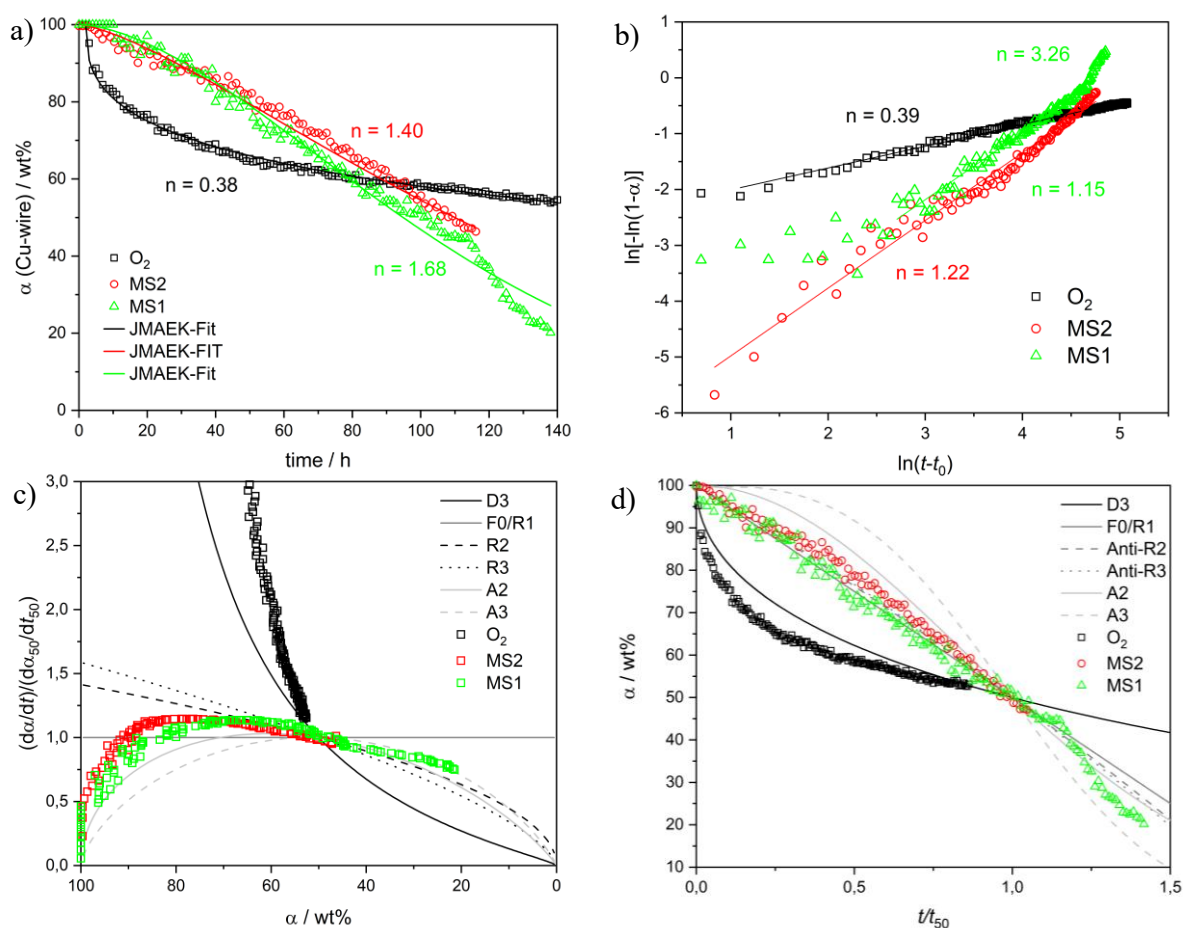 a)
100
80
60
40
20
0
α (Cu-wire) / wt%
n = 1.40
n = 0.38
n = 1.68
O₂
MS2
MS1
JMAEK-Fit
JMAEK-FIT
JMAEK-Fit
0 20 40 60 80 100 120 140
time / h
b)
1
0
-1
-2
-3
-4
-5
-6
ln[-ln(1-α)]
n = 3.26
n = 0.39
n = 1.15
n = 1.22
O₂
MS2
MS1
1 2 3 4 5
ln(t-t₀)
c)
3,0
2,5
2,0
1,5
1,0
0,5
0,0
(dα/dt)/(dα₅₀/dt₅₀)
D3
F0/R1
R2
R3
A2
A3
O₂
MS2
MS1
100 80 60 40 20 0
α / wt%
d)
100
90
80
70
60
50
40
30
20
10
α / wt%
D3
F0/R1
Anti-R2
Anti-R3
A2
A3
O₂
MS2
MS1
0,0 0,5 1,0 1,5
t/t₅₀